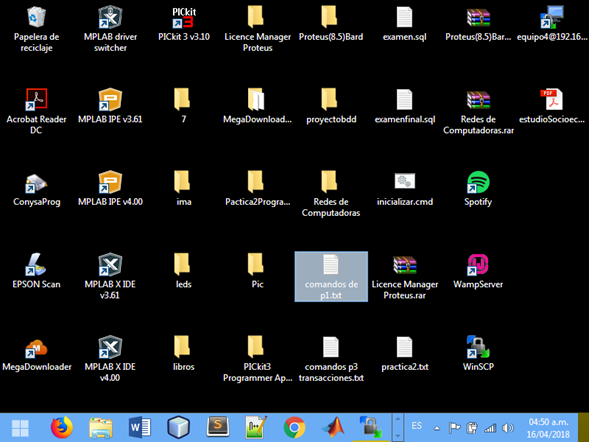 Papelera de
reciclaje
MPLAB driver
switcher
PICkit
3
PICkit 3 v3.10
Licence Manager
Proteus
Proteus(8.5)Bard
examen.sql
Proteus(8.5)Bar...
equipo4@192.16...
Acrobat Reader
DC
MPLAB IPE v3.61
7
MegaDownload...
proyectobdd
examenfinal.sql
Redes de
Computadoras.rar
PDF
estudioSocioec...
ConysaProg
MPLAB IPE v4.00
ima
Pactica2Progra...
Redes de
Computadoras
inicializar.cmd
Spotify
EPSON Scan
MPLAB X IDE
v3.61
leds
Pic
comandos de
p1.txt
Licence Manager
Proteus.rar
WampServer
MegaDownloader
MPLAB X IDE
v4.00
libros
PICkit3
Programmer Ap...
comandos p3
transacciones.txt
practica2.txt
WinSCP
ES
04:50 a.m.
16/04/2018